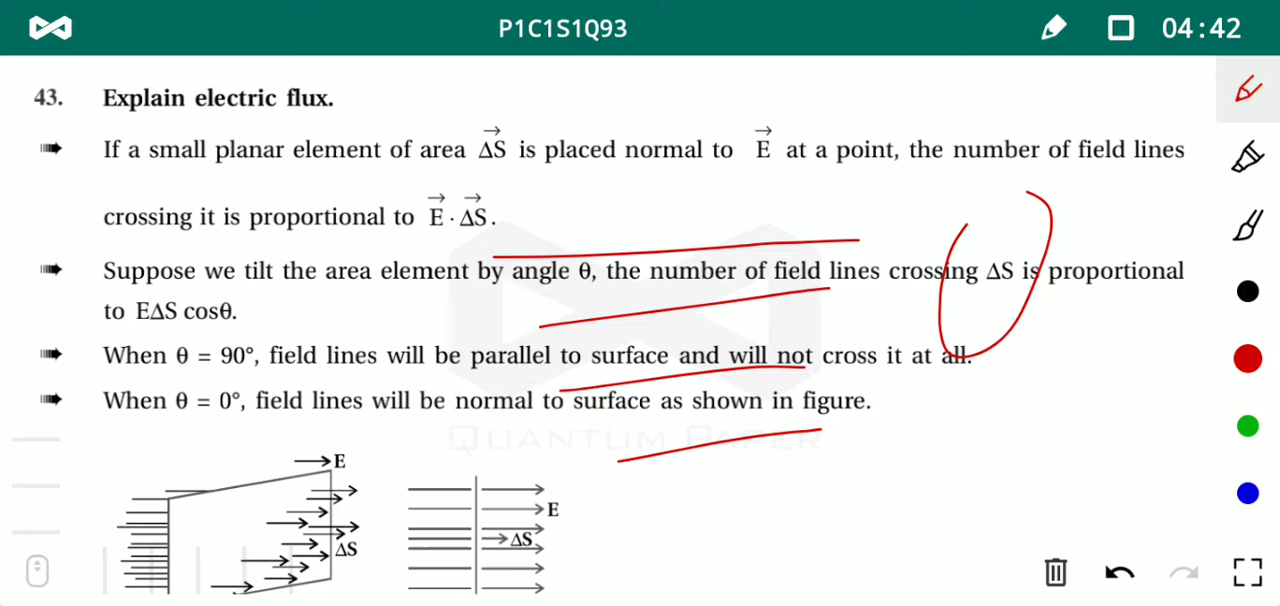 P1C1S1Q93
04:42
43. Explain electric flux.
If a small planar element of area ΔS⃗ is placed normal to E⃗ at a point, the number of field lines
crossing it is proportional to E⃗ · ΔS⃗.
Suppose we tilt the area element by angle θ, the number of field lines crossing ΔS is proportional
to EΔS cosθ.
When θ = 90°, field lines will be parallel to surface and will not cross it at all.
When θ = 0°, field lines will be normal to surface as shown in figure.
QUANTUM PAPER
E
E
ΔS
ΔS